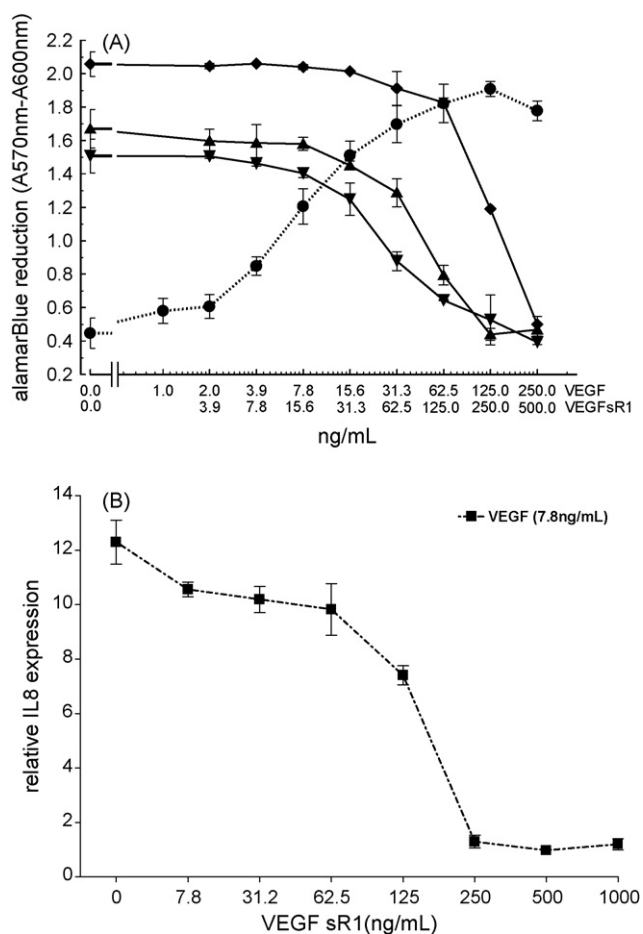 (A)
alamarBlue reduction (A570nm-A600nm)
2.2
2.0
1.8
1.6
1.4
1.2
1.0
0.8
0.6
0.4
0.2
0.0 1.0 2.0 3.9 7.8 15.6 31.3 62.5 125.0 250.0 VEGF
0.0 3.9 7.8 15.6 31.3 62.5 125.0 250.0 500.0 VEGFsR1
ng/mL
(B)
VEGF (7.8ng/mL)
relative IL8 expression
14
12
10
8
6
4
2
0
0 7.8 31.2 62.5 125 250 500 1000
VEGF sR1(ng/mL)